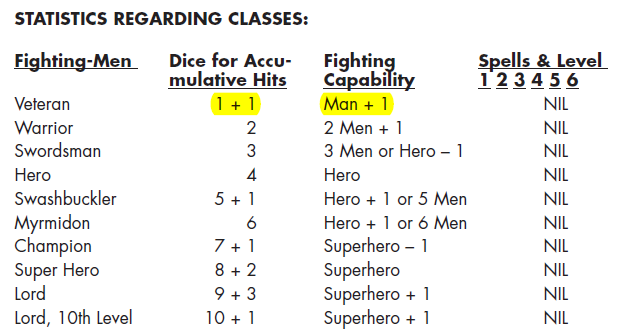 STATISTICS REGARDING CLASSES:
Fighting-Men Dice for Accu- Fighting Spells & Level
mulative Hits Capability 1 2 3 4 5 6
Veteran 1 + 1 Man + 1 NIL
Warrior 2 2 Men + 1 NIL
Swordsman 3 3 Men or Hero – 1 NIL
Hero 4 Hero NIL
Swashbuckler 5 + 1 Hero + 1 or 5 Men NIL
Myrmidon 6 Hero + 1 or 6 Men NIL
Champion 7 + 1 Superhero – 1 NIL
Super Hero 8 + 2 Superhero NIL
Lord 9 + 3 Superhero + 1 NIL
Lord, 10th Level 10 + 1 Superhero + 1 NIL